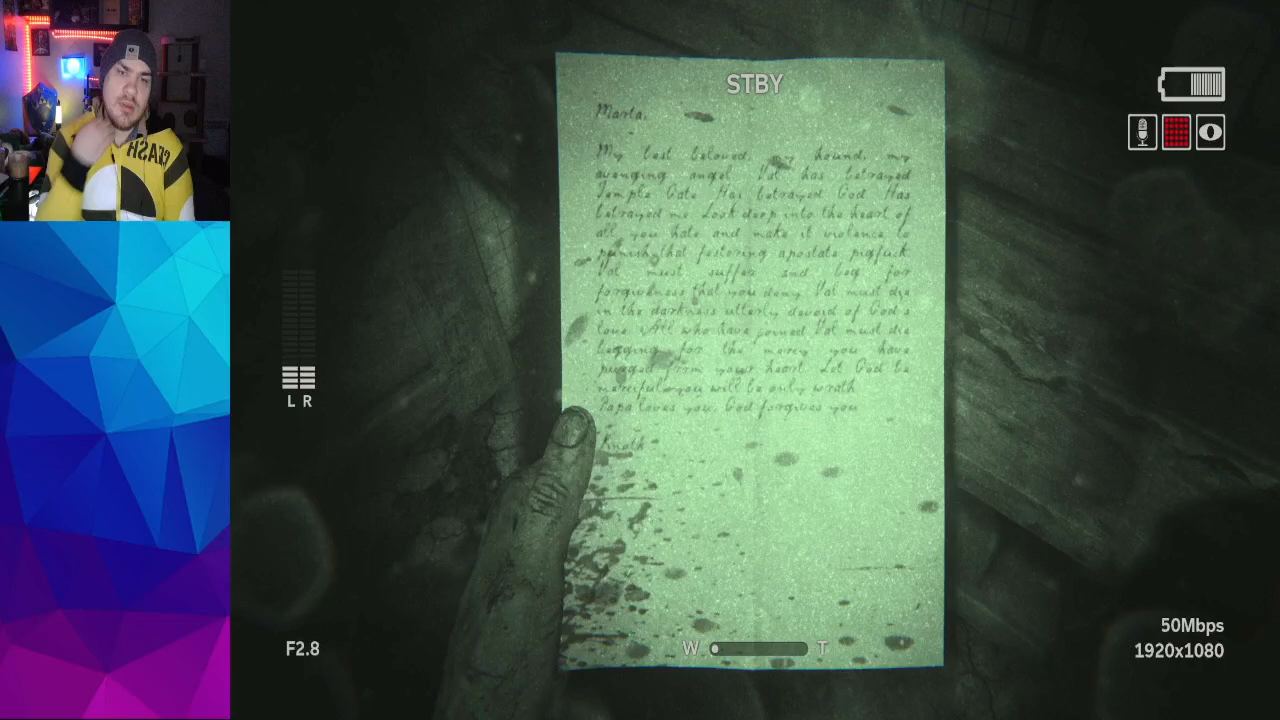 STBY
Marta,
My best beloved, my hound, my
avenging angel Val has betrayed
Temple Gate Has betrayed God Has
betrayed me. Look deep into the heart of
all you hate and make it violence to
punish that festering apostate pigfuck
Val must suffer and beg for
forgiveness that you deny. Val must die
in the darkness utterly devoid of God's
love. All who have joined Val must die
begging for the mercy you have
purged from your heart. Let God be
merciful, you will be only wrath
Papa loves you, God forgives you
Knoth
L R
F2.8
W T
50Mbps
1920x1080